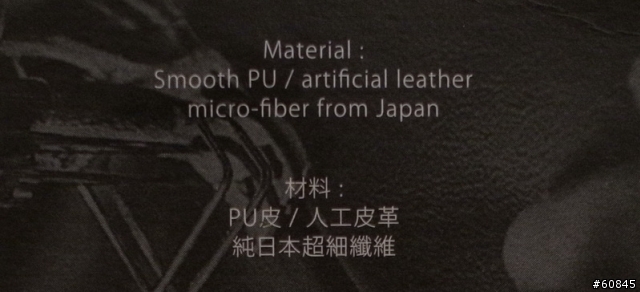 Material :
Smooth PU / artificial leather
micro-fiber from Japan
材料 :
PU皮 / 人工皮革
純日本超細纖維
#60845